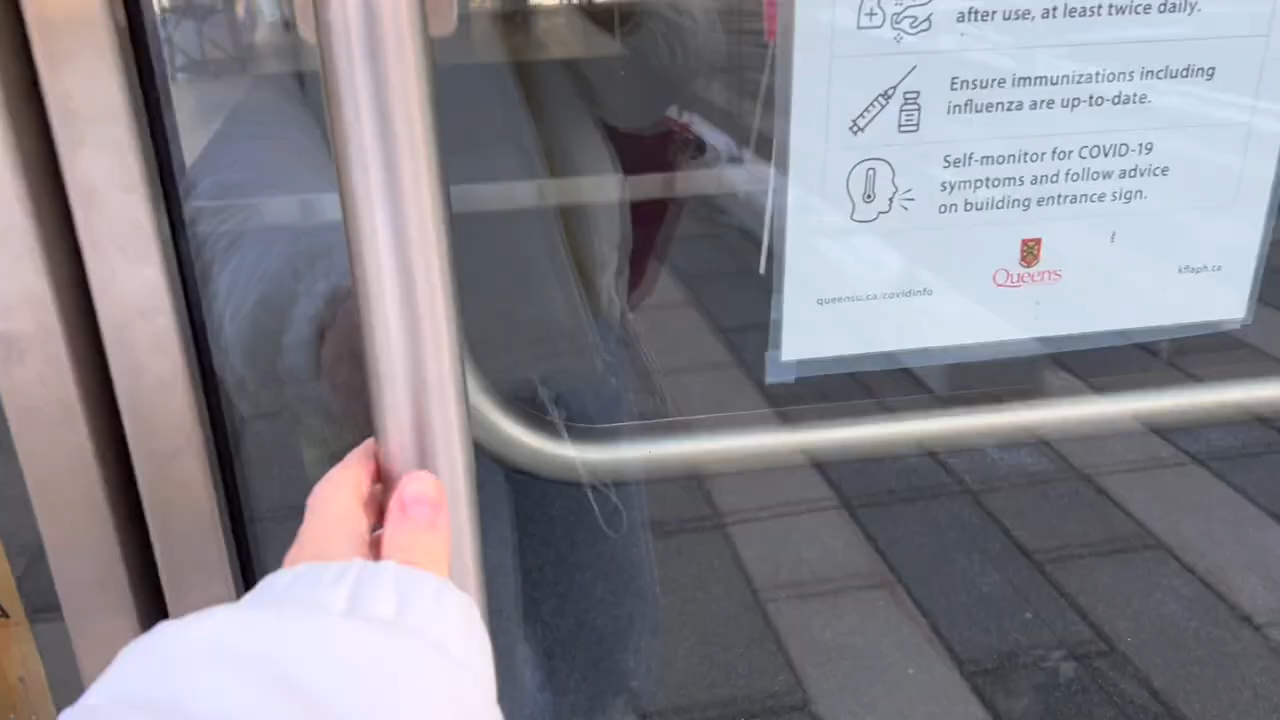 after use, at least twice daily.
Ensure immunizations including
influenza are up-to-date.
Self-monitor for COVID-19
symptoms and follow advice
on building entrance sign.
Queen's
queensu.ca/covidinfo
kflaph.ca